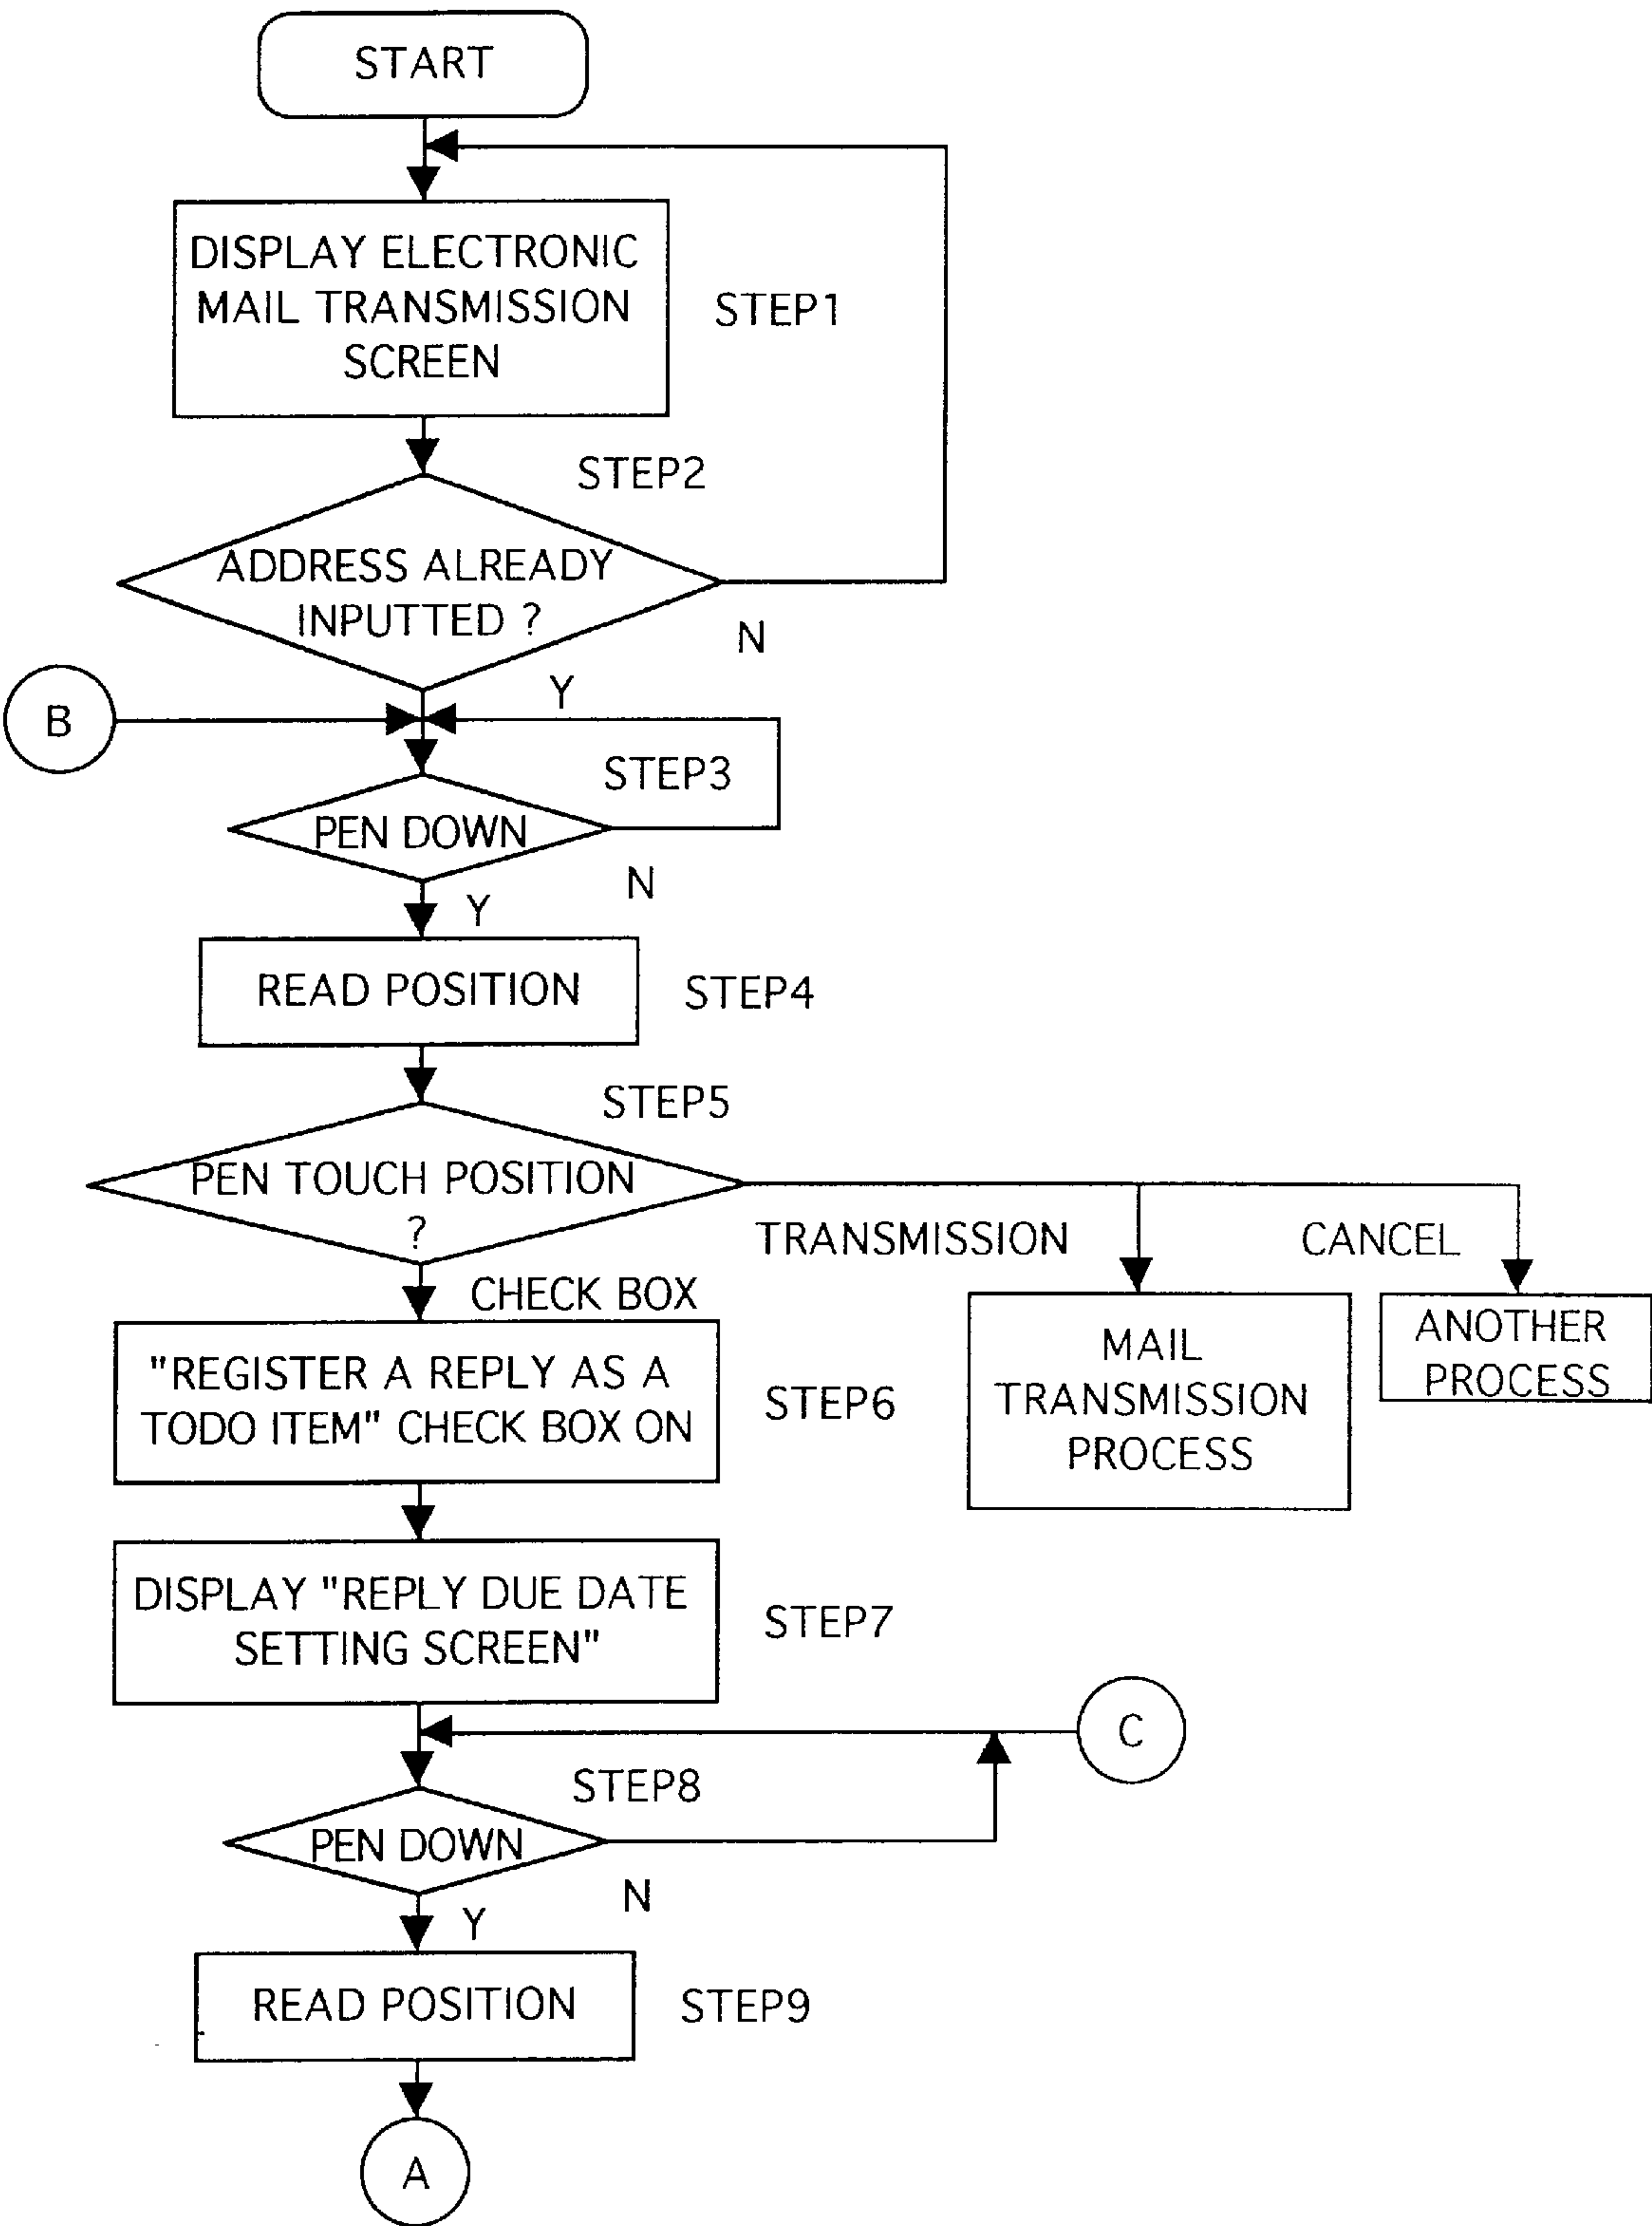 START
DISPLAY ELECTRONIC
MAIL TRANSMISSION
SCREEN
STEP1
STEP2
ADDRESS ALREADY
INPUTTED ?
N
Y
B
STEP3
PEN DOWN
N
Y
READ POSITION
STEP4
STEP5
PEN TOUCH POSITION
?
TRANSMISSION
CANCEL
CHECK BOX
MAIL
TRANSMISSION
PROCESS
ANOTHER
PROCESS
"REGISTER A REPLY AS A
TODO ITEM" CHECK BOX ON
STEP6
DISPLAY "REPLY DUE DATE
SETTING SCREEN"
STEP7
C
STEP8
PEN DOWN
N
Y
READ POSITION
STEP9
A